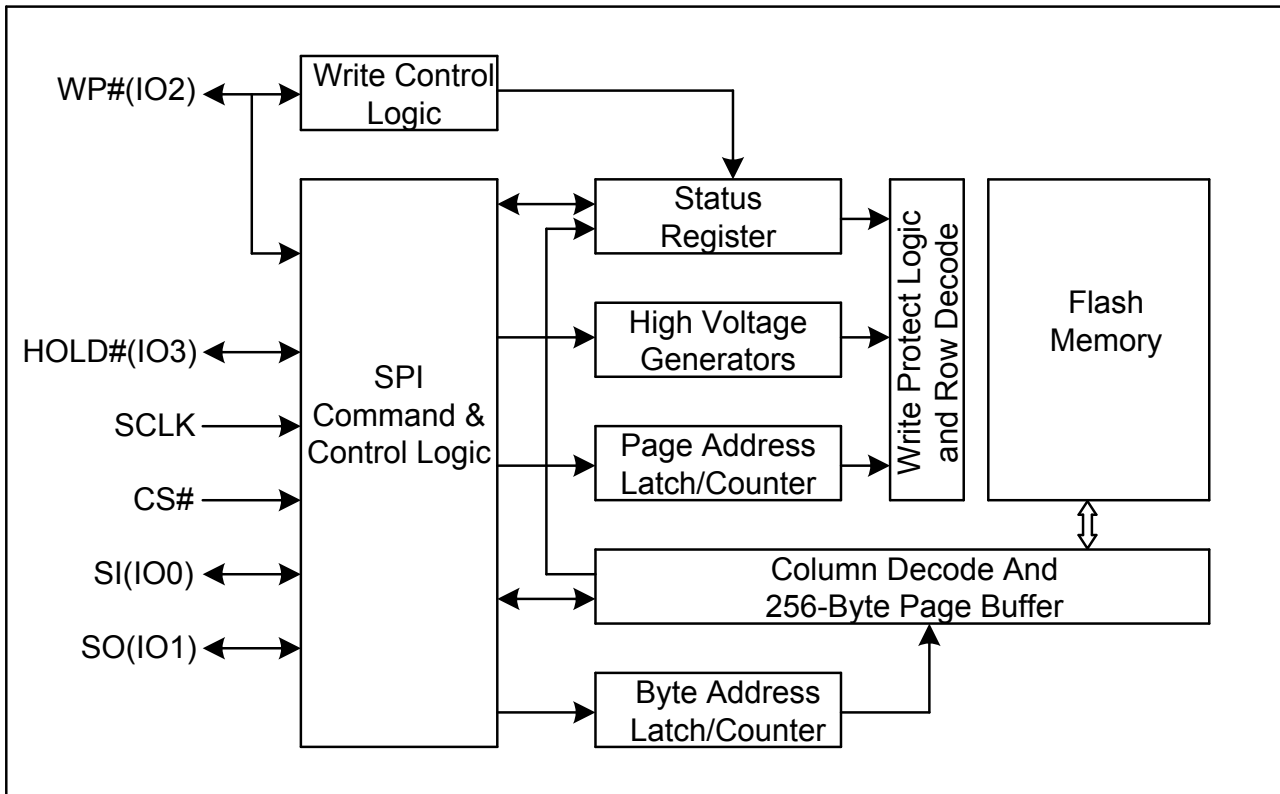 WP#(IO2)
Write Control
Logic
HOLD#(IO3)
SCLK
CS#
SI(IO0)
SO(IO1)
SPI
Command &
Control Logic
Status
Register
High Voltage
Generators
Page Address
Latch/Counter
Write Protect Logic
and Row Decode
Flash
Memory
Column Decode And
256-Byte Page Buffer
Byte Address
Latch/Counter